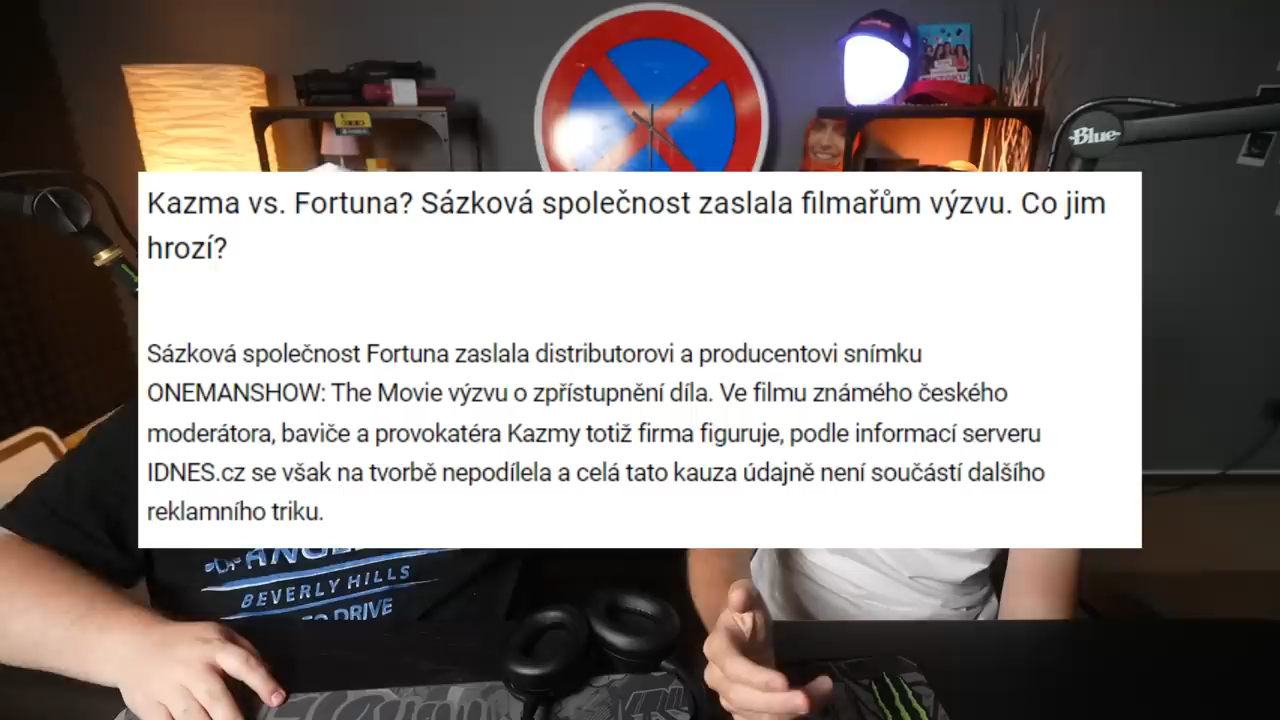 Blue
Kazma vs. Fortuna? Sázková společnost zaslala filmařům výzvu. Co jim
hrozí?
Sázková společnost Fortuna zaslala distributorovi a producentovi snímku
ONEMANSHOW: The Movie výzvu o zpřístupnění díla. Ve filmu známého českého
moderátora, baviče a provokatéra Kazmy totiž firma figuruje, podle informací serveru
IDNES.cz se však na tvorbě nepodílela a celá tato kauza údajně není součástí dalšího
reklamního triku.
BEVERLY HILLS
DRIVE